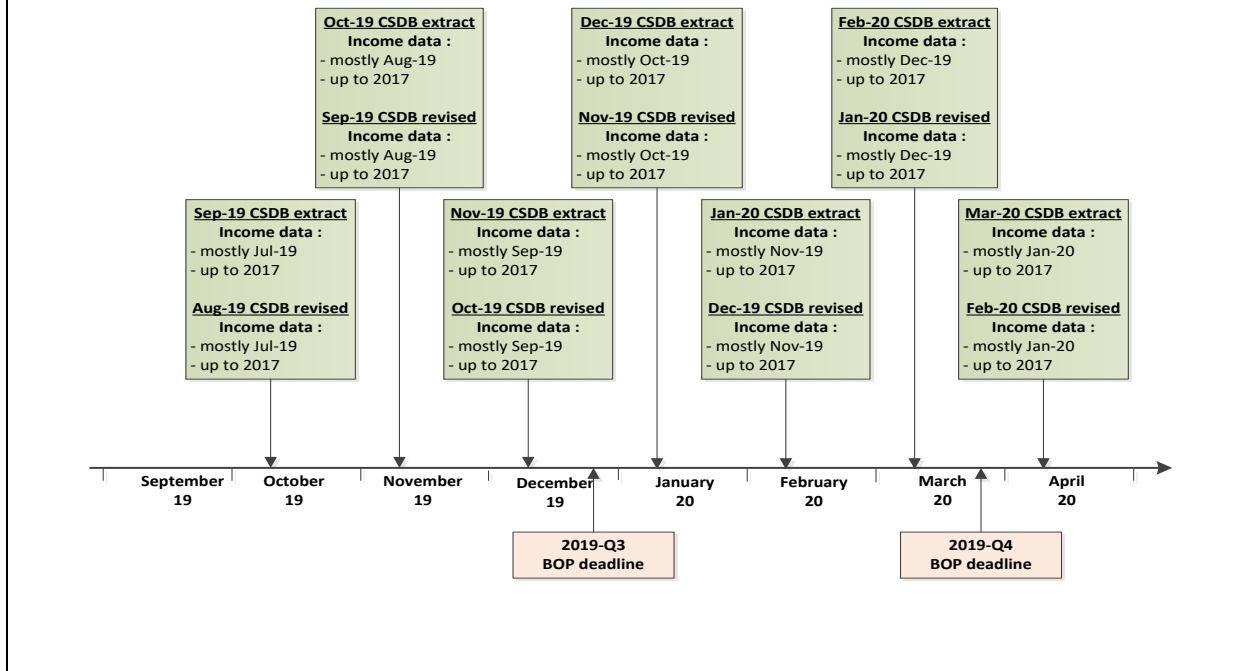 Oct-19 CSDB extract
Income data :
- mostly Aug-19
- up to 2017
Sep-19 CSDB revised
Income data :
- mostly Aug-19
- up to 2017
Dec-19 CSDB extract
Income data :
- mostly Oct-19
- up to 2017
Nov-19 CSDB revised
Income data :
- mostly Oct-19
- up to 2017
Feb-20 CSDB extract
Income data :
- mostly Dec-19
- up to 2017
Jan-20 CSDB revised
Income data :
- mostly Dec-19
- up to 2017
Sep-19 CSDB extract
Income data :
- mostly Jul-19
- up to 2017
Aug-19 CSDB revised
Income data :
- mostly Jul-19
- up to 2017
Nov-19 CSDB extract
Income data :
- mostly Sep-19
- up to 2017
Oct-19 CSDB revised
Income data :
- mostly Sep-19
- up to 2017
Jan-20 CSDB extract
Income data :
- mostly Nov-19
- up to 2017
Dec-19 CSDB revised
Income data :
- mostly Nov-19
- up to 2017
Mar-20 CSDB extract
Income data :
- mostly Jan-20
- up to 2017
Feb-20 CSDB revised
Income data :
- mostly Jan-20
- up to 2017
September
19
October
19
November
19
December
19
January
20
February
20
March
20
April
20
2019-Q3
BOP deadline
2019-Q4
BOP deadline